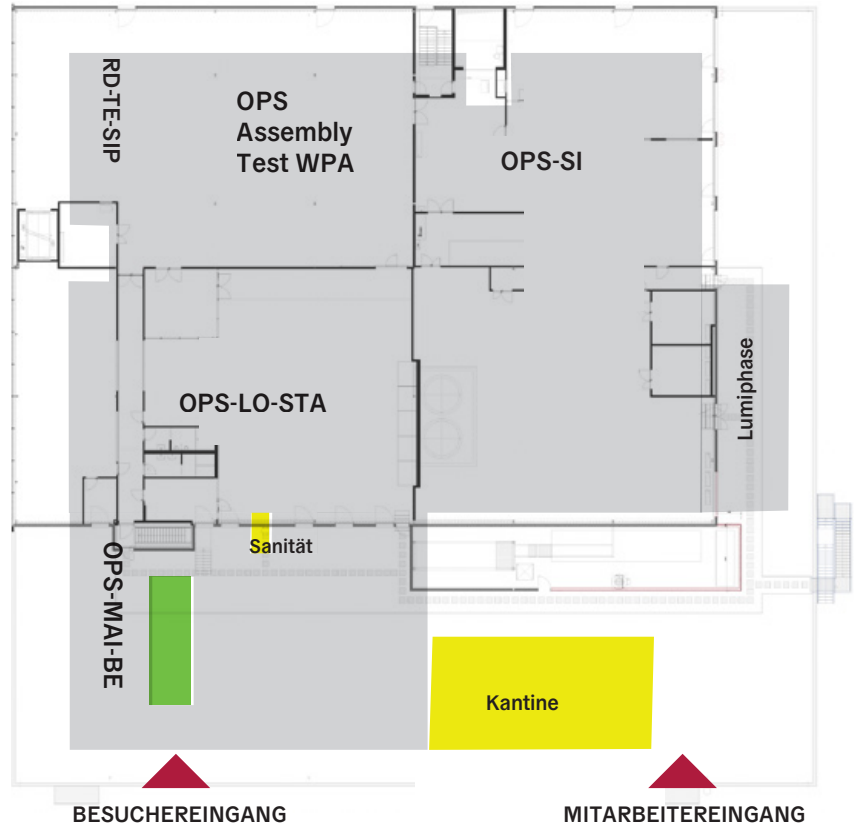 RD-TE-SIP
OPS
Assembly
Test WPA
OPS-SI
OPS-LO-STA
Lumiphase
Sanität
OPS-MAI-BE
Kantine
BESUCHEREINGANG
MITARBEITEREINGANG